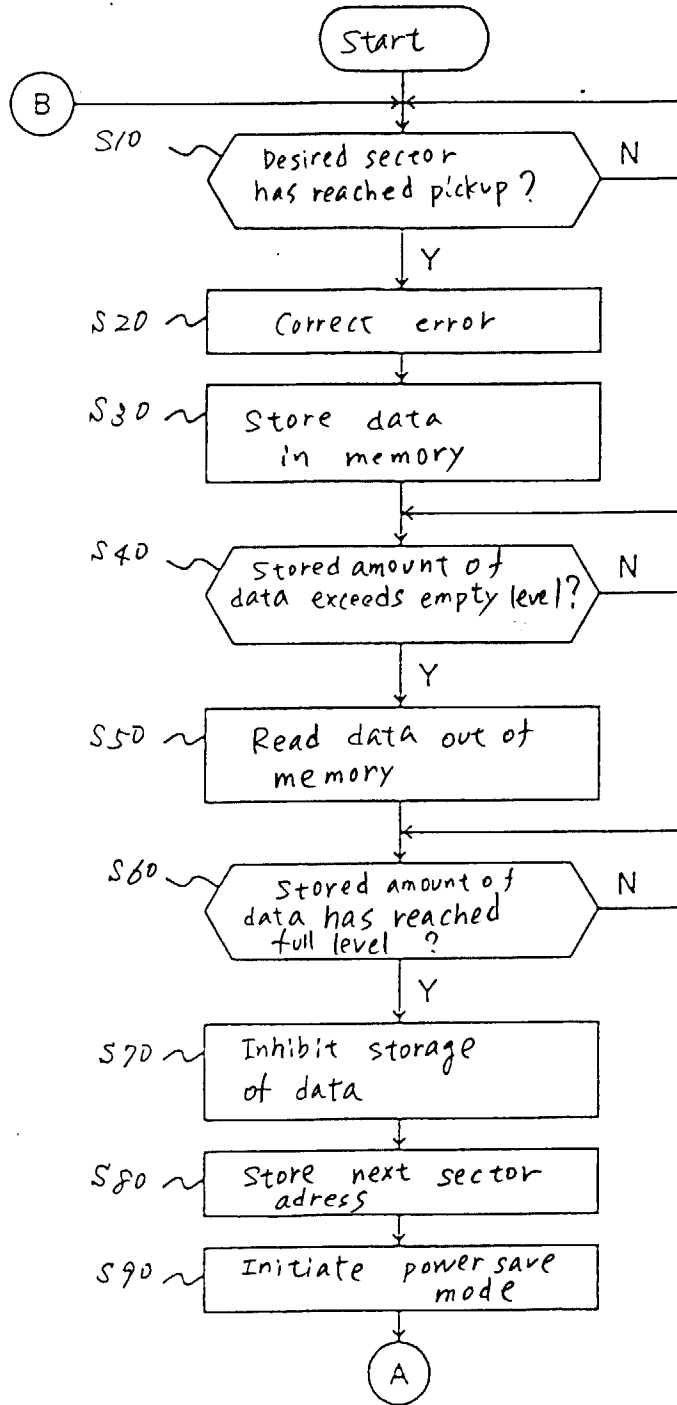 Start
B
S10
Desired sector
has reached pickup?
N
Y
S20
Correct error
S30
Store data
in memory
S40
Stored amount of
data exceeds empty level?
N
Y
S50
Read data out of
memory
S60
Stored amount of
data has reached
full level ?
N
Y
S70
Inhibit storage
of data
S80
Store next sector
adress
S90
Initiate power save
mode
A